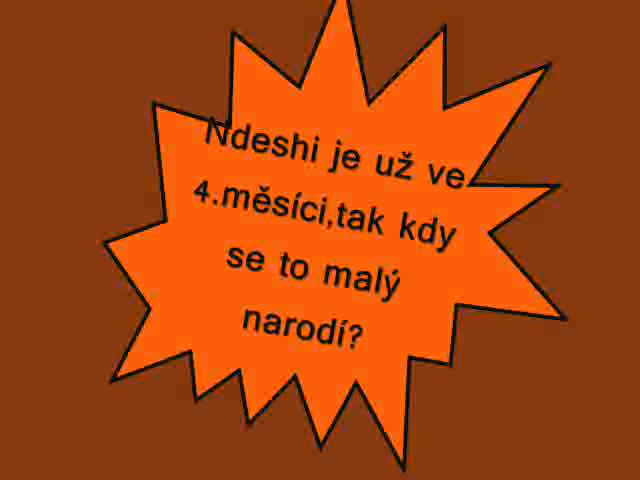 Ndeshi je už ve
4.měsíci,tak kdy
se to malý
narodí?